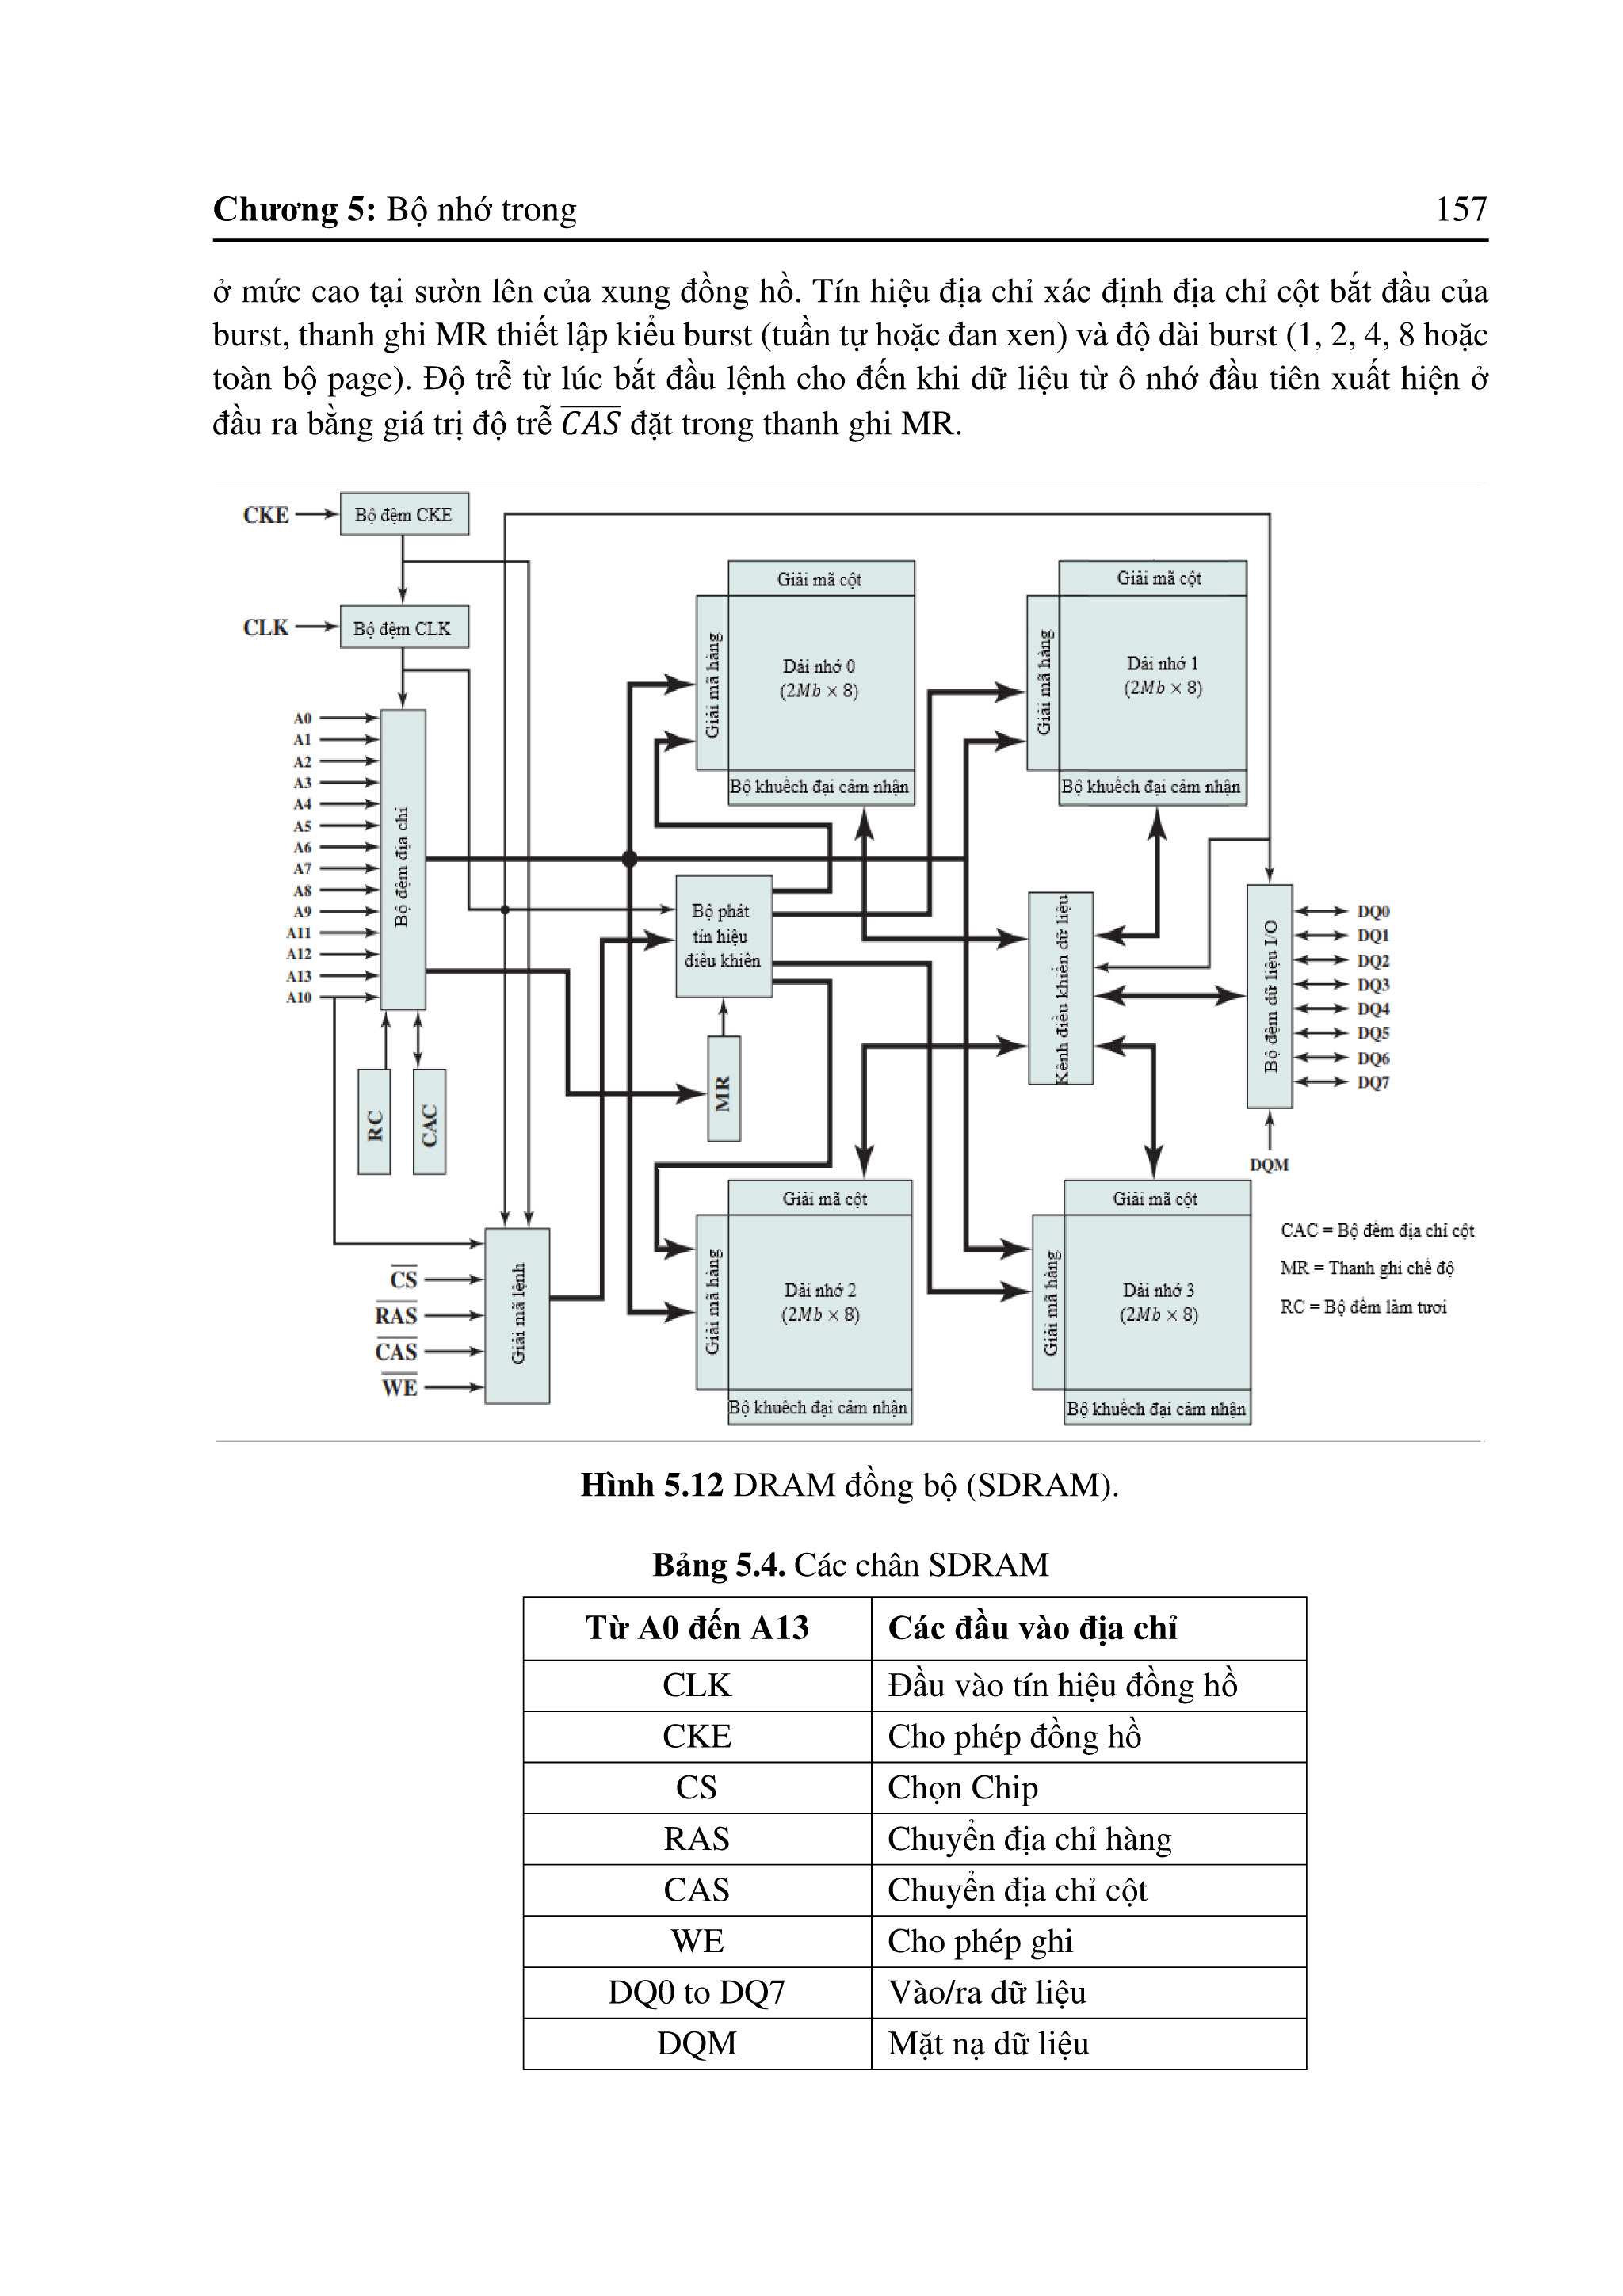 Chương 5: Bộ nhớ trong 157
ở mức cao tại sườn lên của xung đồng hồ. Tín hiệu địa chỉ xác định địa chỉ cột bắt đầu của
burst, thanh ghi MR thiết lập kiểu burst (tuần tự hoặc đan xen) và độ dài burst (1, 2, 4, 8 hoặc
toàn bộ page). Độ trễ từ lúc bắt đầu lệnh cho đến khi dữ liệu từ ô nhớ đầu tiên xuất hiện ở
đầu ra bằng giá trị độ trễ \overline{CAS} đặt trong thanh ghi MR.
CKE
Bộ đệm CKE
CLK
Bộ đệm CLK
A0
A1
A2
A3
A4
A5
A6
A7
A8
A9
A11
A12
A13
A10
Bộ đệm địa chỉ
RC
CAC
\overline{CS}
\overline{RAS}
\overline{CAS}
\overline{WE}
Giải mã lệnh
Bộ phát
tín hiệu
điều khiên
MR
Giải mã cột
Giải mã hàng
Dải nhớ 0
(2Mb × 8)
Bộ khuếch đại cảm nhận
Giải mã cột
Giải mã hàng
Dải nhớ 1
(2Mb × 8)
Bộ khuếch đại cảm nhận
Kênh điều khiển dữ liệu
Bộ đệm dữ liệu I/O
DQ0
DQ1
DQ2
DQ3
DQ4
DQ5
DQ6
DQ7
DQM
Giải mã cột
Giải mã hàng
Dải nhớ 2
(2Mb × 8)
Bộ khuếch đại cảm nhận
Giải mã cột
Giải mã hàng
Dải nhớ 3
(2Mb × 8)
Bộ khuếch đại cảm nhận
CAC = Bộ đếm địa chỉ cột
MR = Thanh ghi chế độ
RC = Bộ đếm làm tươi
Hình 5.12 DRAM đồng bộ (SDRAM).
Bảng 5.4. Các chân SDRAM
Từ A0 đến A13 Các đầu vào địa chỉ
CLK Đầu vào tín hiệu đồng hồ
CKE Cho phép đồng hồ
CS Chọn Chip
RAS Chuyển địa chỉ hàng
CAS Chuyển địa chỉ cột
WE Cho phép ghi
DQ0 to DQ7 Vào/ra dữ liệu
DQM Mặt nạ dữ liệu